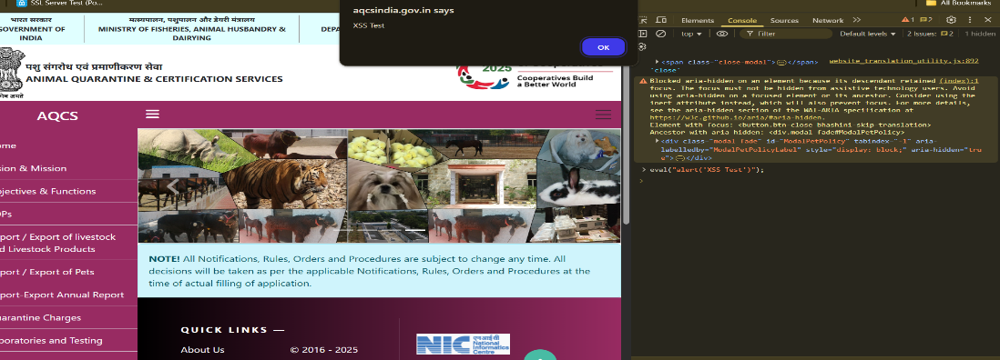 SSL Server Test (Po...
All Bookmarks
aqcsindia.gov.in says
XSS Test
OK
भारत सरकार
GOVERNMENT OF
INDIA
मत्स्यपालन, पशुपालन और डेयरी मंत्रालय
MINISTRY OF FISHERIES, ANIMAL HUSBANDRY &
DAIRYING
पशु संगरोध एवं प्रमाणीकरण सेवा
ANIMAL QUARANTINE & CERTIFICATION SERVICES
2025
Cooperatives Build
a Better World
AQCS
ome
sion & Mission
bjectives & Functions
OPs
port / Export of livestock
d Livestock Products
port / Export of Pets
port-Export Annual Report
uarantine Charges
boratories and Testing
NOTE! All Notifications, Rules, Orders and Procedures are subject to change any time. All
decisions will be taken as per the applicable Notifications, Rules, Orders and Procedures at the
time of actual filling of application.
QUICK LINKS —
About Us
© 2016 - 2025
NIC एन आई सी
National
Informatics
Centre
Elements Console Sources Network » 1 2
top Filter Default levels 2 Issues: 2 1 hidden
<span class="close-modal"> </span> website_translation_utility.js:892
'close'
Blocked aria-hidden on an element because its descendant retained (index):1
focus. The focus must not be hidden from assistive technology users. Avoid
using aria-hidden on a focused element or its ancestor. Consider using the
inert attribute instead, which will also prevent focus. For more details,
see the aria-hidden section of the WAI-ARIA specification at
https://w3c.github.io/aria/#aria-hidden.
Element with focus: <button.btn close bhashini skip translation>
Ancestor with aria hidden: <div.modal fade#ModalPetPolicy>
<div class="modal fade" id="ModalPetPolicy" tabindex="-1" aria-
labelledby="ModalPetPolicyLabel" style="display: block;" aria-hidden="tru
e"> </div>
> eval("alert('XSS Test')");
>